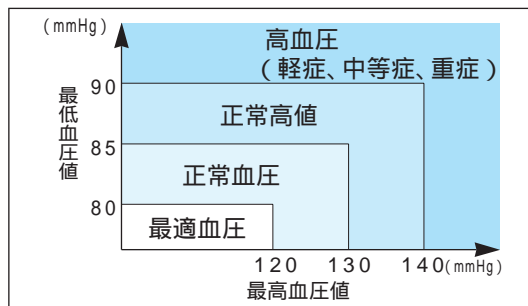 (mmHg)
高血圧
(軽症、中等症、重症)
90
正常高値
85
正常血圧
80
最適血圧
最低血圧値
120 130 140(mmHg)
最高血圧値